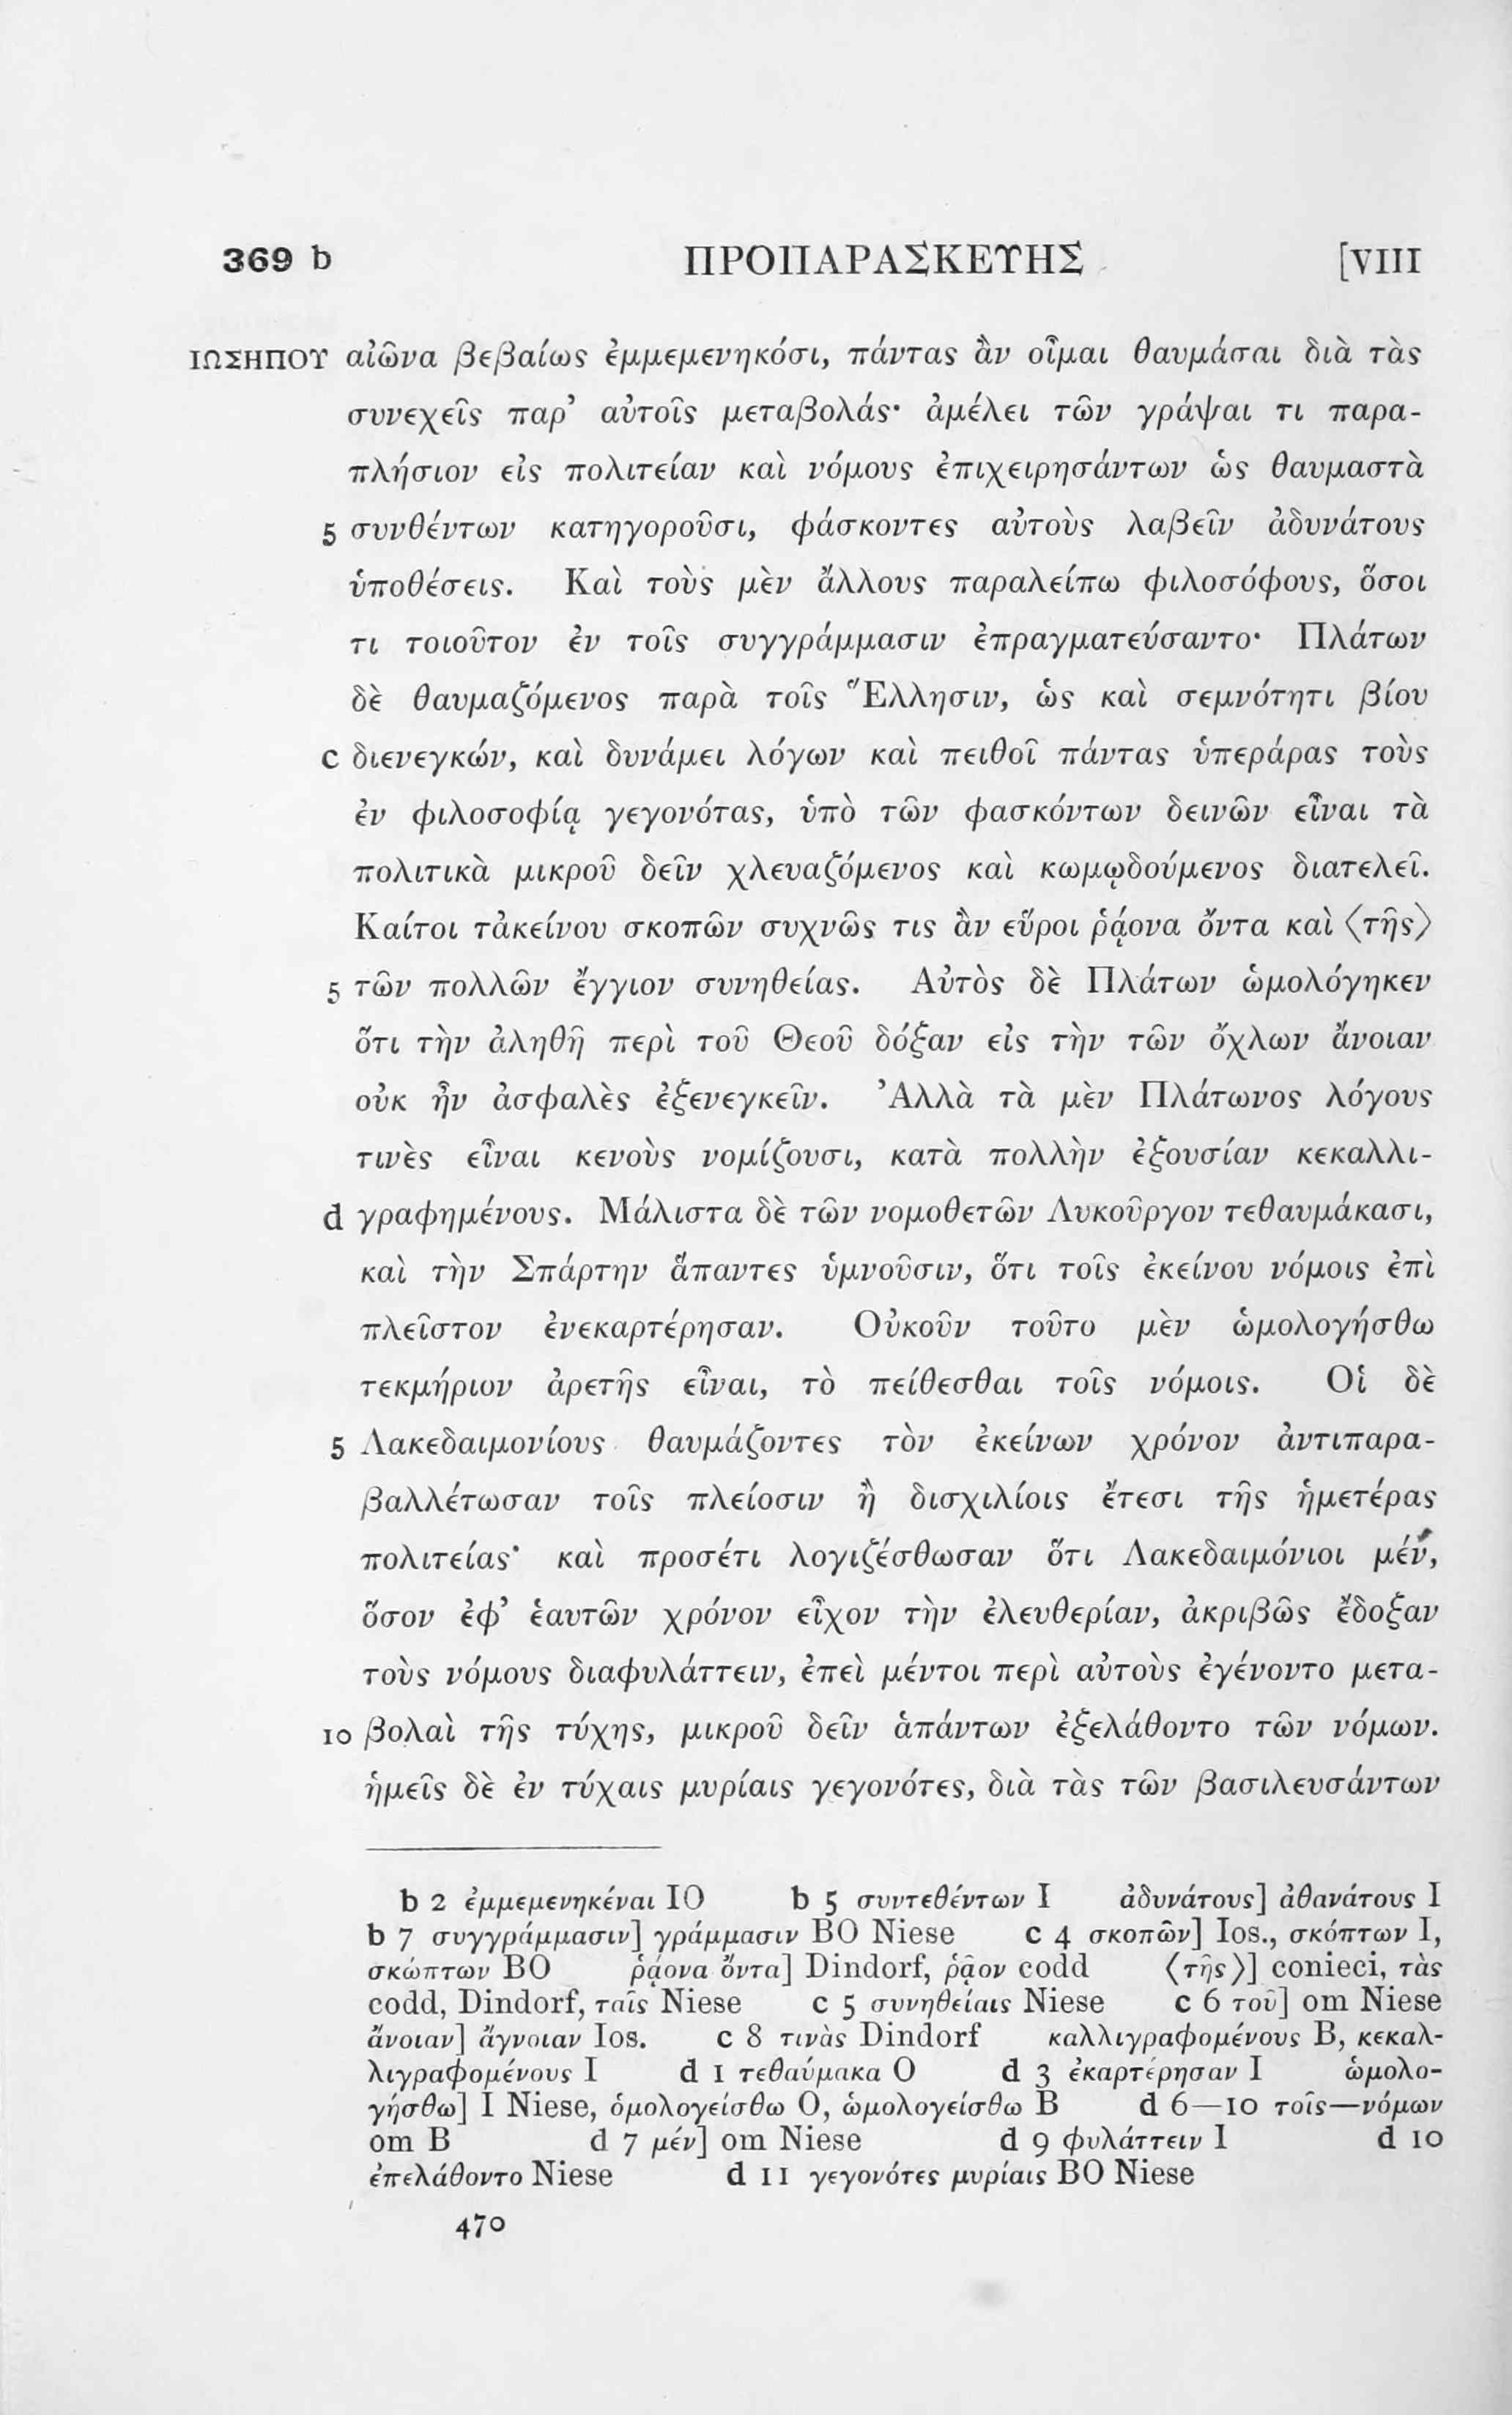 369 b ΠΡΟΠΑΡΑΣΚΕΥΗΣ [VIII
ΙΩΣΗΠΟΥ αἰῶνα βεβαίως ἐμμεμενηκόσι, πάντας ἂν οἶμαι θαυμάσαι διὰ τὰς
συνεχεῖς παρ’ αὐτοῖς μεταβολάς· ἀμέλει τῶν γράψαι τι παρα-
πλήσιον εἰς πολιτείαν καὶ νόμους ἐπιχειρησάντων ὡς θαυμαστὰ
5 συνθέντων κατηγοροῦσι, φάσκοντες αὐτοὺς λαβεῖν ἀδυνάτους
ὑποθέσεις. Καὶ τοὺς μὲν ἄλλους παραλείπω φιλοσόφους, ὅσοι
τι τοιοῦτον ἐν τοῖς συγγράμμασιν ἐπραγματεύσαντο· Πλάτων
δὲ θαυμαζόμενος παρὰ τοῖς Ἕλλησιν, ὡς καὶ σεμνότητι βίου
c διενεγκών, καὶ δυνάμει λόγων καὶ πειθοῖ πάντας ὑπεράρας τοὺς
ἐν φιλοσοφίᾳ γεγονότας, ὑπὸ τῶν φασκόντων δεινῶν εἶναι τὰ
πολιτικὰ μικροῦ δεῖν χλευαζόμενος καὶ κωμῳδούμενος διατελεῖ.
Καίτοι τἀκείνου σκοπῶν συχνῶς τις ἂν εὕροι ῥᾴονα ὄντα καὶ ⟨τῆς⟩
5 τῶν πολλῶν ἔγγιον συνηθείας. Αὐτὸς δὲ Πλάτων ὡμολόγηκεν
ὅτι τὴν ἀληθῆ περὶ τοῦ Θεοῦ δόξαν εἰς τὴν τῶν ὄχλων ἄνοιαν
οὐκ ἦν ἀσφαλὲς ἐξενεγκεῖν. Ἀλλὰ τὰ μὲν Πλάτωνος λόγους
τινὲς εἶναι κενοὺς νομίζουσι, κατὰ πολλὴν ἐξουσίαν κεκαλλι-
d γραφημένους. Μάλιστα δὲ τῶν νομοθετῶν Λυκοῦργον τεθαυμάκασι,
καὶ τὴν Σπάρτην ἅπαντες ὑμνοῦσιν, ὅτι τοῖς ἐκείνου νόμοις ἐπὶ
πλεῖστον ἐνεκαρτέρησαν. Οὐκοῦν τοῦτο μὲν ὡμολογήσθω
τεκμήριον ἀρετῆς εἶναι, τὸ πείθεσθαι τοῖς νόμοις. Οἱ δὲ
5 Λακεδαιμονίους θαυμάζοντες τὸν ἐκείνων χρόνον ἀντιπαρα-
βαλλέτωσαν τοῖς πλείοσιν ἢ δισχιλίοις ἔτεσι τῆς ἡμετέρας
πολιτείας· καὶ προσέτι λογιζέσθωσαν ὅτι Λακεδαιμόνιοι μέν,
ὅσον ἐφ’ ἑαυτῶν χρόνον εἶχον τὴν ἐλευθερίαν, ἀκριβῶς ἔδοξαν
τοὺς νόμους διαφυλάττειν, ἐπεὶ μέντοι περὶ αὐτοὺς ἐγένοντο μετα-
10 βολαὶ τῆς τύχης, μικροῦ δεῖν ἁπάντων ἐξελάθοντο τῶν νόμων.
ἡμεῖς δὲ ἐν τύχαις μυρίαις γεγονότες, διὰ τὰς τῶν βασιλευσάντων
b 2 ἐμμεμενηκέναι IO b 5 συντεθέντων I ἀδυνάτους] ἀθανάτους I
b 7 συγγράμμασιν] γράμμασιν BO Niese c 4 σκοπῶν] Ios., σκόπτων I,
σκώπτων BO ῥᾴονα ὄντα] Dindorf, ῥᾷον codd ⟨τῆς⟩] conieci, τὰς
codd, Dindorf, ταῖς Niese c 5 συνηθείαις Niese c 6 τοῦ] om Niese
ἄνοιαν] ἄγνοιαν Ios. c 8 τινὰς Dindorf καλλιγραφομένους B, κεκαλ-
λιγραφομένους I d 1 τεθαύμακα O d 3 ἐκαρτέρησαν I ὡμολο-
γήσθω] I Niese, ὁμολογείσθω O, ὡμολογείσθω B d 6—10 τοῖς—νόμων
om B d 7 μέν] om Niese d 9 φυλάττειν I d 10
ἐπελάθοντο Niese d 11 γεγονότες μυρίαις BO Niese
470